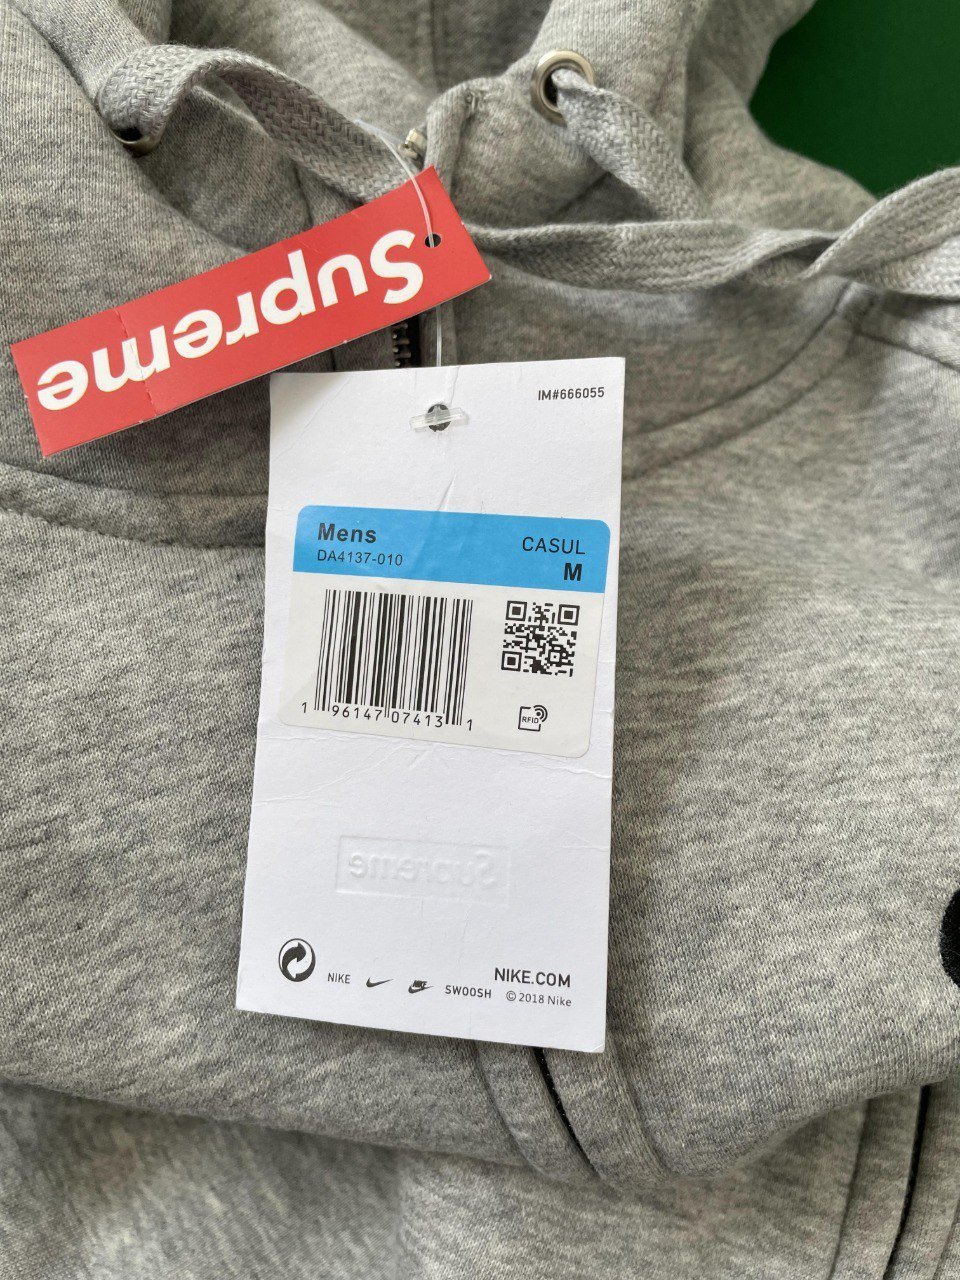 Supreme
IM#666055
Mens
DA4137-010
CASUL
M
1 96147 07413 1
RFID
Supreme
NIKE
NIKE
SWOOSH
NIKE.COM
© 2018 Nike